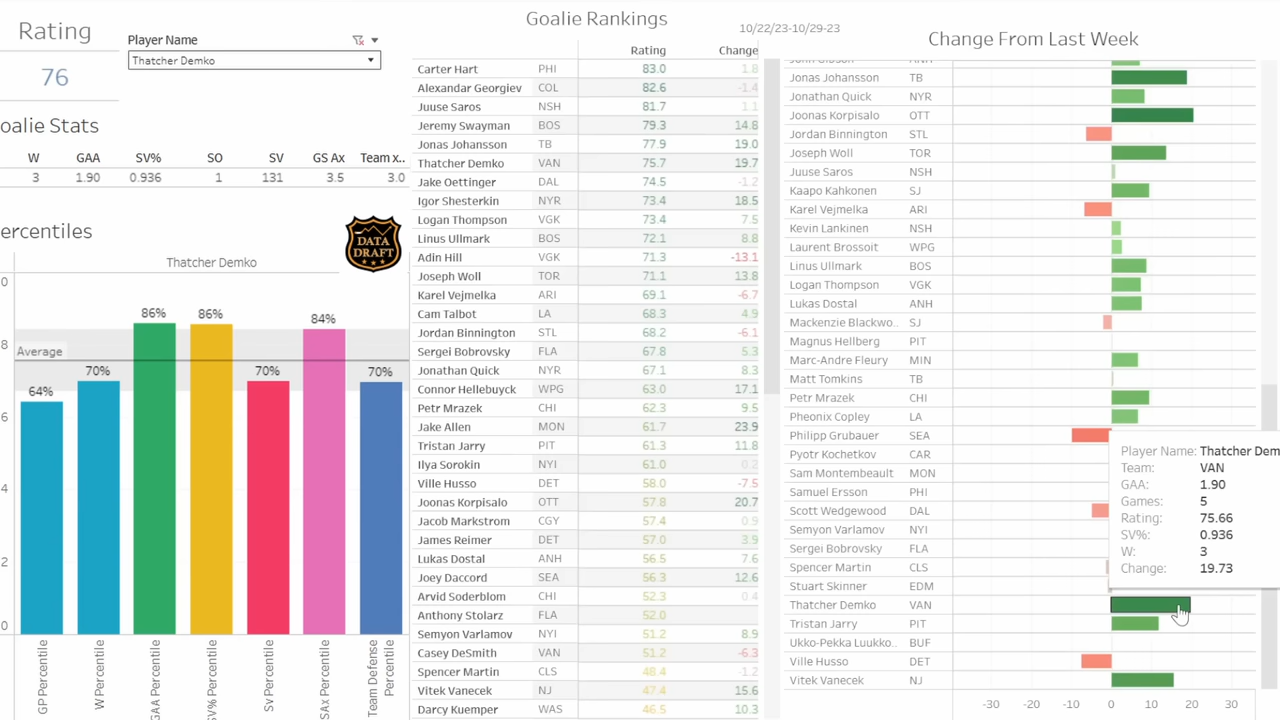 Rating
76
Player Name
Thatcher Demko
oalie Stats
W GAA SV% SO SV GS Ax Team x..
3 1.90 0.936 1 131 3.5 3.0
ercentiles
DATA DRAFT
Thatcher Demko
0
8
6
4
2
0
Average
64%
70%
86%
86%
70%
84%
70%
GP Percentile
W Percentile
GAA Percentile
SV% Percentile
Sv Percentile
SAx Percentile
Team Defense Percentile
Goalie Rankings
10/22/23-10/29-23
Rating Change
Carter Hart PHI 83.0 1.8
Alexandar Georgiev COL 82.6 -1.4
Juuse Saros NSH 81.7 1.1
Jeremy Swayman BOS 79.3 14.8
Jonas Johansson TB 77.9 19.0
Thatcher Demko VAN 75.7 19.7
Jake Oettinger DAL 74.5 -1.2
Igor Shesterkin NYR 73.4 18.5
Logan Thompson VGK 73.4 7.5
Linus Ullmark BOS 72.1 8.8
Adin Hill VGK 71.3 -13.1
Joseph Woll TOR 71.1 13.8
Karel Vejmelka ARI 69.1 -6.7
Cam Talbot LA 68.3 4.9
Jordan Binnington STL 68.2 -6.1
Sergei Bobrovsky FLA 67.8 5.3
Jonathan Quick NYR 67.1 8.3
Connor Hellebuyck WPG 63.0 17.1
Petr Mrazek CHI 62.3 9.5
Jake Allen MON 61.7 23.9
Tristan Jarry PIT 61.3 11.8
Ilya Sorokin NYI 61.0 0.2
Ville Husso DET 58.0 -7.5
Joonas Korpisalo OTT 57.8 20.7
Jacob Markstrom CGY 57.4 0.9
James Reimer DET 57.0 3.9
Lukas Dostal ANH 56.5 7.6
Joey Daccord SEA 56.3 12.6
Arvid Soderblom CHI 52.3 0.4
Anthony Stolarz FLA 52.0
Semyon Varlamov NYI 51.2 8.9
Casey DeSmith VAN 51.2 -6.3
Spencer Martin CLS 48.4 -1.2
Vitek Vanecek NJ 47.4 15.6
Darcy Kuemper WAS 46.5 10.3
Change From Last Week
Jonas Johansson TB
Jonathan Quick NYR
Joonas Korpisalo OTT
Jordan Binnington STL
Joseph Woll TOR
Juuse Saros NSH
Kaapo Kahkonen SJ
Karel Vejmelka ARI
Kevin Lankinen NSH
Laurent Brossoit WPG
Linus Ullmark BOS
Logan Thompson VGK
Lukas Dostal ANH
Mackenzie Blackwo.. SJ
Magnus Hellberg PIT
Marc-Andre Fleury MIN
Matt Tomkins TB
Petr Mrazek CHI
Pheonix Copley LA
Philipp Grubauer SEA
Pyotr Kochetkov CAR
Sam Montembeault MON
Samuel Ersson PHI
Scott Wedgewood DAL
Semyon Varlamov NYI
Sergei Bobrovsky FLA
Spencer Martin CLS
Stuart Skinner EDM
Thatcher Demko VAN
Tristan Jarry PIT
Ukko-Pekka Luukko.. BUF
Ville Husso DET
Vitek Vanecek NJ
-30 -20 -10 0 10 20 30
Player Name: Thatcher Dem
Team: VAN
GAA: 1.90
Games: 5
Rating: 75.66
SV%: 0.936
W: 3
Change: 19.73